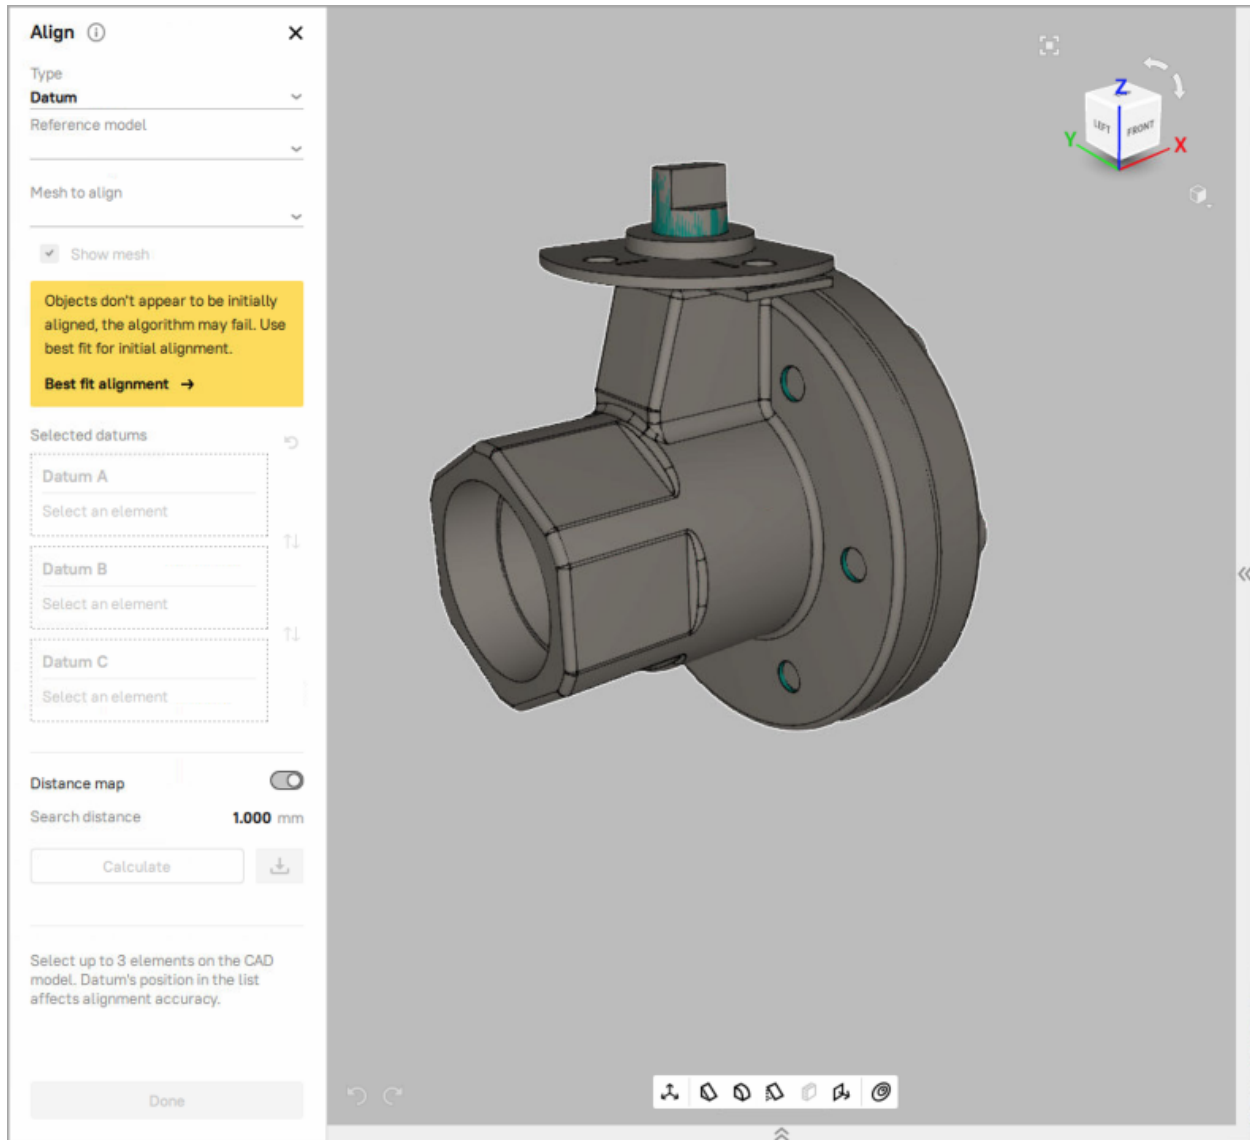 Align
Type
Datum
Reference model
Mesh to align
Show mesh
Objects don't appear to be initially
aligned, the algorithm may fail. Use
best fit for initial alignment.
Best fit alignment →
Selected datums
Datum A
Select an element
Datum B
Select an element
Datum C
Select an element
Distance map
Search distance 1.000 mm
Calculate
Select up to 3 elements on the CAD
model. Datum's position in the list
affects alignment accuracy.
Done
Z
LEFT FRONT
Y X